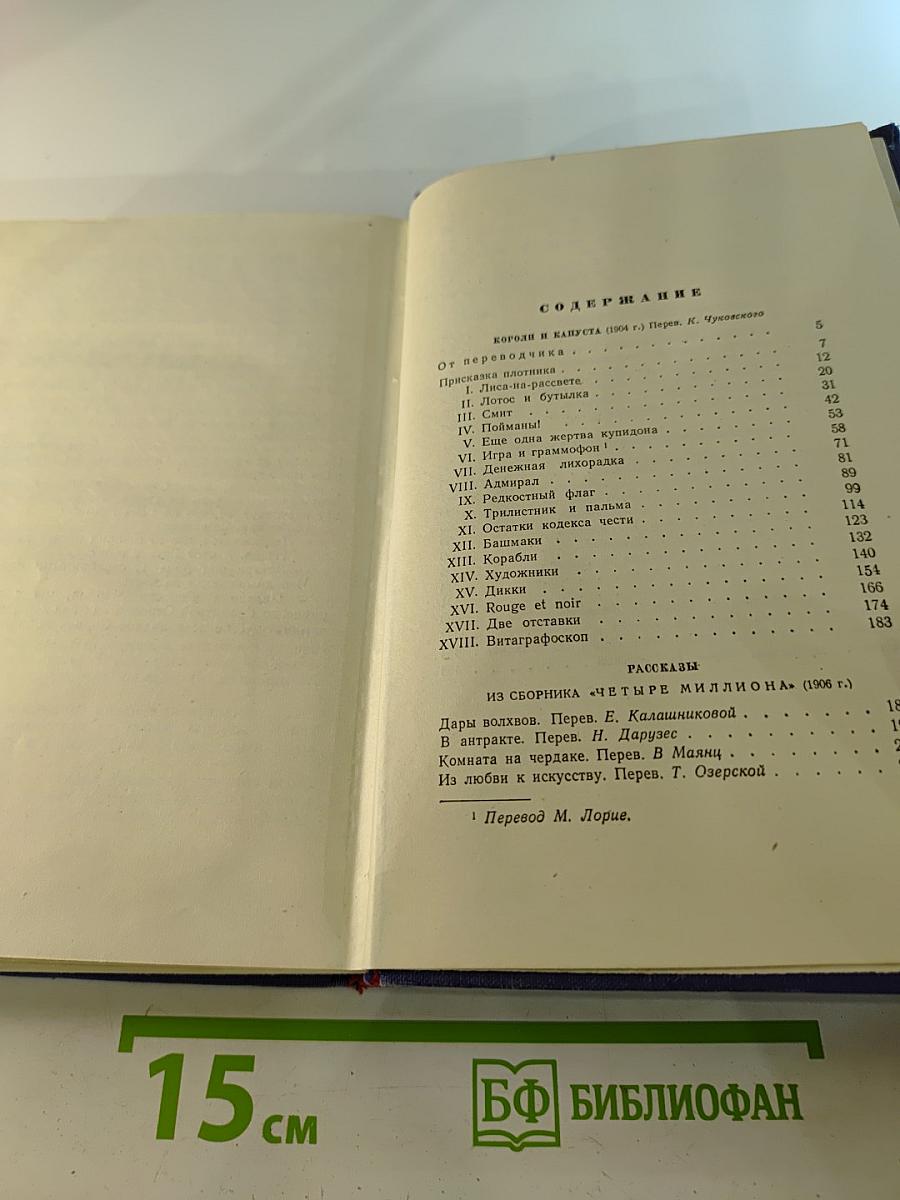 СОДЕРЖАНИЕ
КОРОЛИ И КАПУСТА (1904 г.) Перев. К. Чуковского
От переводчика . . . . . . . . . . 5
Присказка плотника . . . . . . . . . . 7
I. Лиса-на-рассвете . . . . . . . . . . 12
II. Лотос и бутылка . . . . . . . . . . 20
III. Смит . . . . . . . . . . 31
IV. Пойманы! . . . . . . . . . . 42
V. Еще одна жертва купидона . . . . . . . . 53
VI. Игра и граммофон ¹ . . . . . . . . . . 58
VII. Денежная лихорадка . . . . . . . . . . 71
VIII. Адмирал . . . . . . . . . . 81
IX. Редкостный флаг . . . . . . . . . . 89
X. Трилистник и пальма . . . . . . . . . . 99
XI. Остатки кодекса чести . . . . . . . . . . 114
XII. Башмаки . . . . . . . . . . 123
XIII. Корабли . . . . . . . . . . 132
XIV. Художники . . . . . . . . . . 140
XV. Дикки . . . . . . . . . . 154
XVI. Rouge et noir . . . . . . . . . . 166
XVII. Две отставки . . . . . . . . . . 174
XVIII. Витаграфоскоп . . . . . . . . . . 183
РАССКАЗЫ
ИЗ СБОРНИКА «ЧЕТЫРЕ МИЛЛИОНА» (1906 г.)
Дары волхвов. Перев. Е. Калашниковой . . . . . . .
В антракте. Перев. Н. Дарузес . . . . . . . . . .
Комната на чердаке. Перев. В Маянц . . . . . . . .
Из любви к искусству. Перев. Т. Озерской . . . . . .
¹ Перевод М. Лорие.
15 см
БФ БИБЛИОФАН